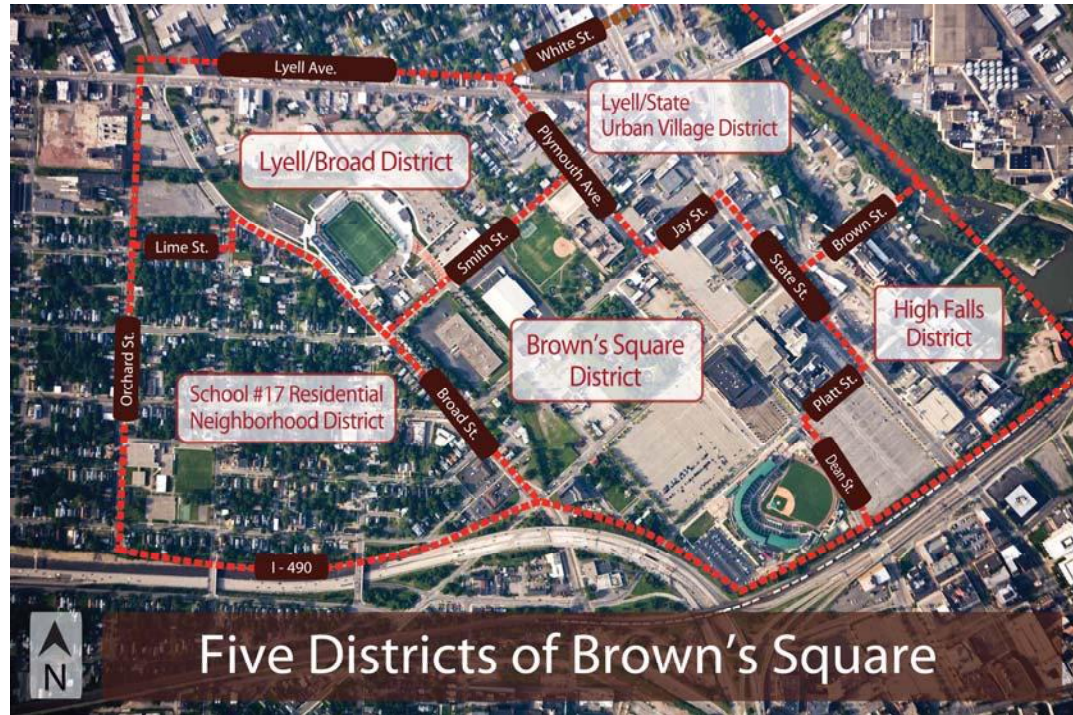 White St.
Lyell Ave.
Lyell/State
Urban Village District
Plymouth Ave.
Lyell/Broad District
Jay St.
Brown St.
Smith St.
Lime St.
State St.
High Falls
District
Brown's Square
District
Orchard St.
Platt St.
School #17 Residential
Neighborhood District
Broad St.
Dean St.
I - 490
N
Five Districts of Brown's Square